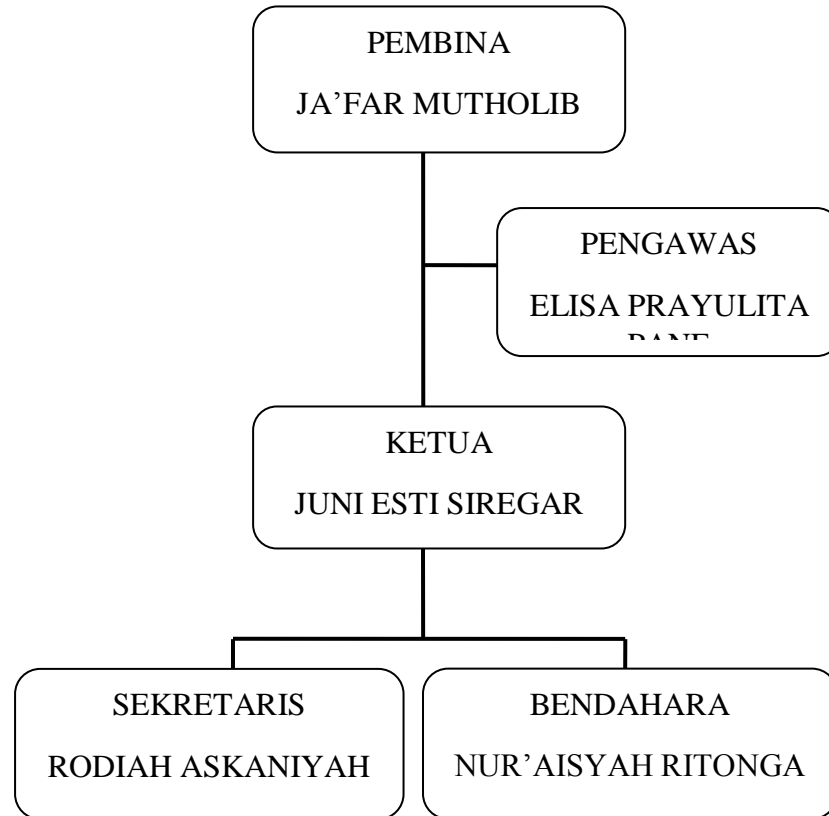 PEMBINA
JA’FAR MUTHOLIB
PENGAWAS
ELISA PRAYULITA
KETUA
JUNI ESTI SIREGAR
SEKRETARIS
RODIAH ASKANIYAH
BENDAHARA
NUR’AISYAH RITONGA